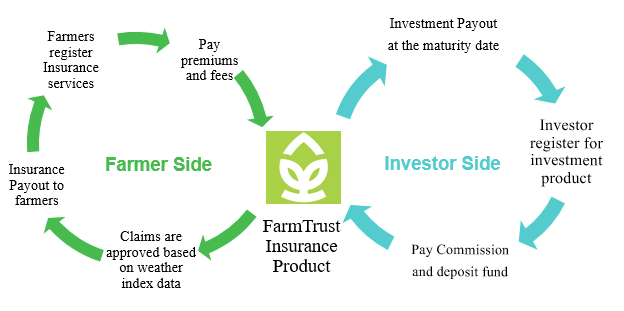 Farmers
register
Insurance
services
Pay
premiums
and fees
Farmer Side
Insurance
Payout to
farmers
Claims are
approved based
on weather
index data
FarmTrust
Insurance
Product
Investment Payout
at the maturity date
Investor Side
Investor
register for
investment
product
Pay Commission
and deposit fund